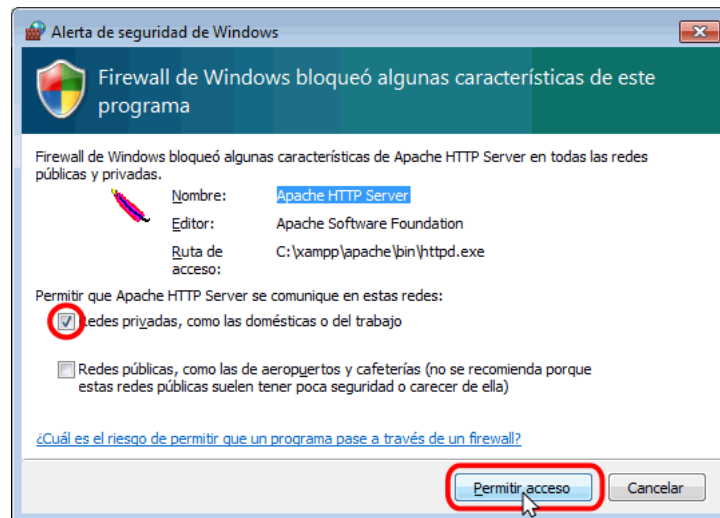 Alerta de seguridad de Windows
Firewall de Windows bloqueó algunas características de este
programa
Firewall de Windows bloqueó algunas características de Apache HTTP Server en todas las redes
públicas y privadas.
Nombre: Apache HTTP Server
Editor: Apache Software Foundation
Ruta de C:\xampp\apache\bin\httpd.exe
acceso:
Permitir que Apache HTTP Server se comunique en estas redes:
Redes privadas, como las domésticas o del trabajo
Redes públicas, como las de aeropuertos y cafeterías (no se recomienda porque
estas redes públicas suelen tener poca seguridad o carecer de ella)
¿Cuál es el riesgo de permitir que un programa pase a través de un firewall?
Permitir acceso Cancelar